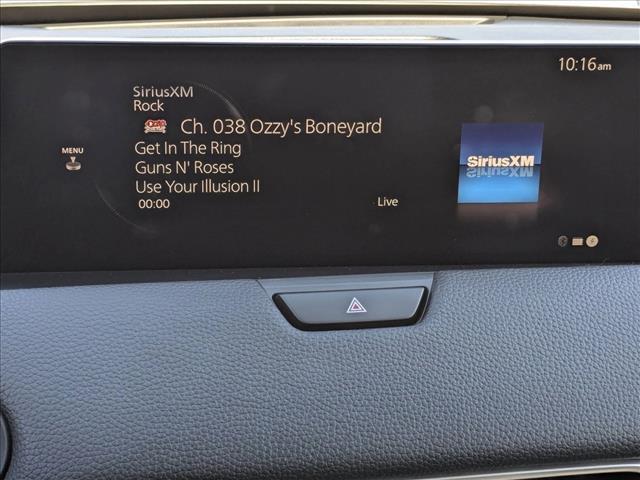 10:16am
SiriusXM
Rock
Ch. 038 Ozzy's Boneyard
MENU
Get In The Ring
Guns N' Roses
Use Your Illusion II
00:00
Live
SiriusXM